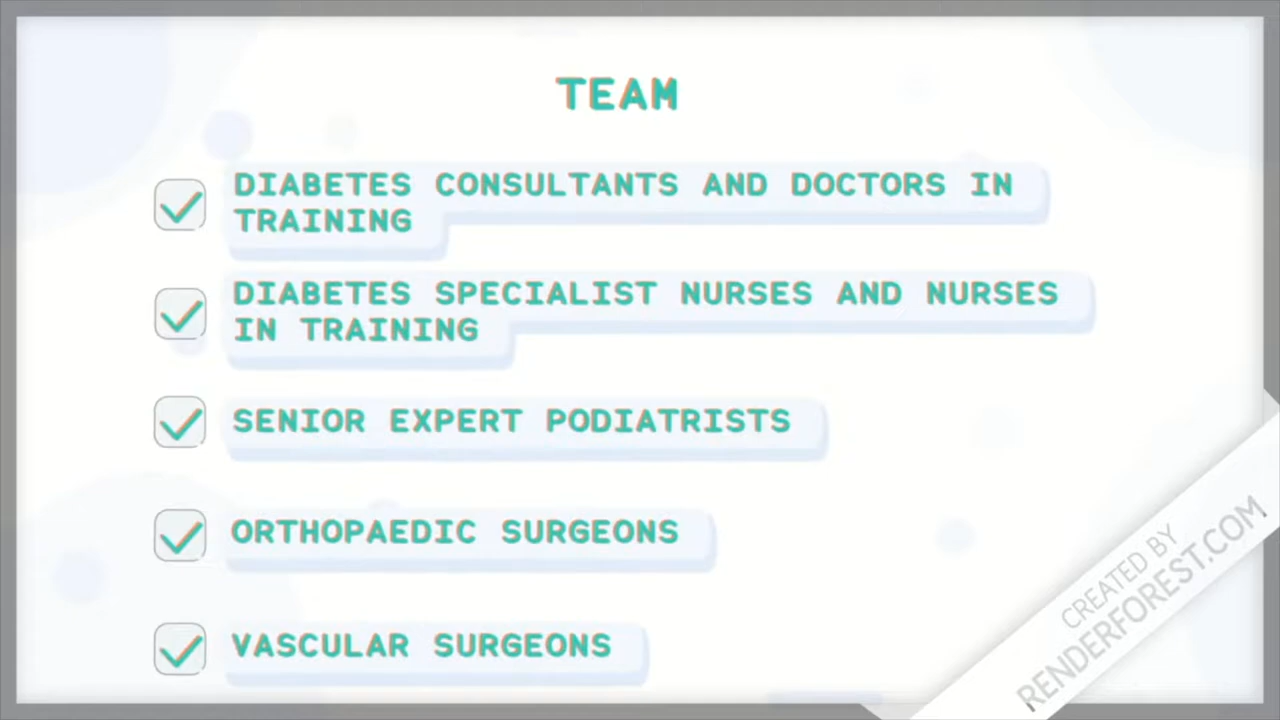 TEAM
DIABETES CONSULTANTS AND DOCTORS IN
TRAINING
DIABETES SPECIALIST NURSES AND NURSES
IN TRAINING
SENIOR EXPERT PODIATRISTS
ORTHOPAEDIC SURGEONS
VASCULAR SURGEONS
CREATED BY
RENDERFOREST.COM